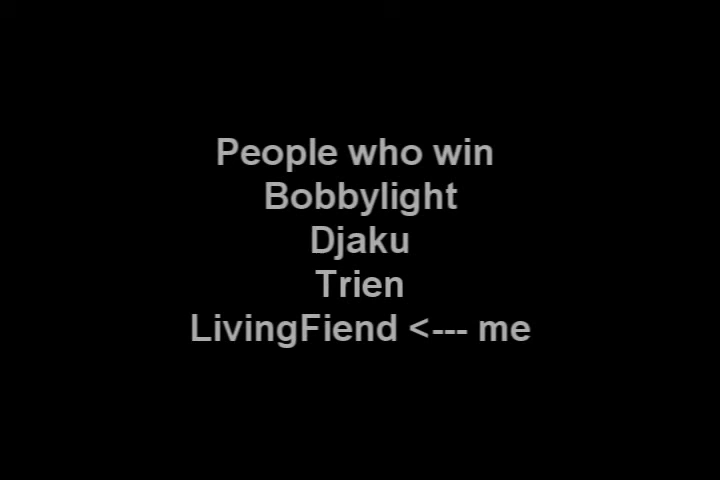 People who win
Bobbylight
Djaku
Trien
LivingFiend <--- me